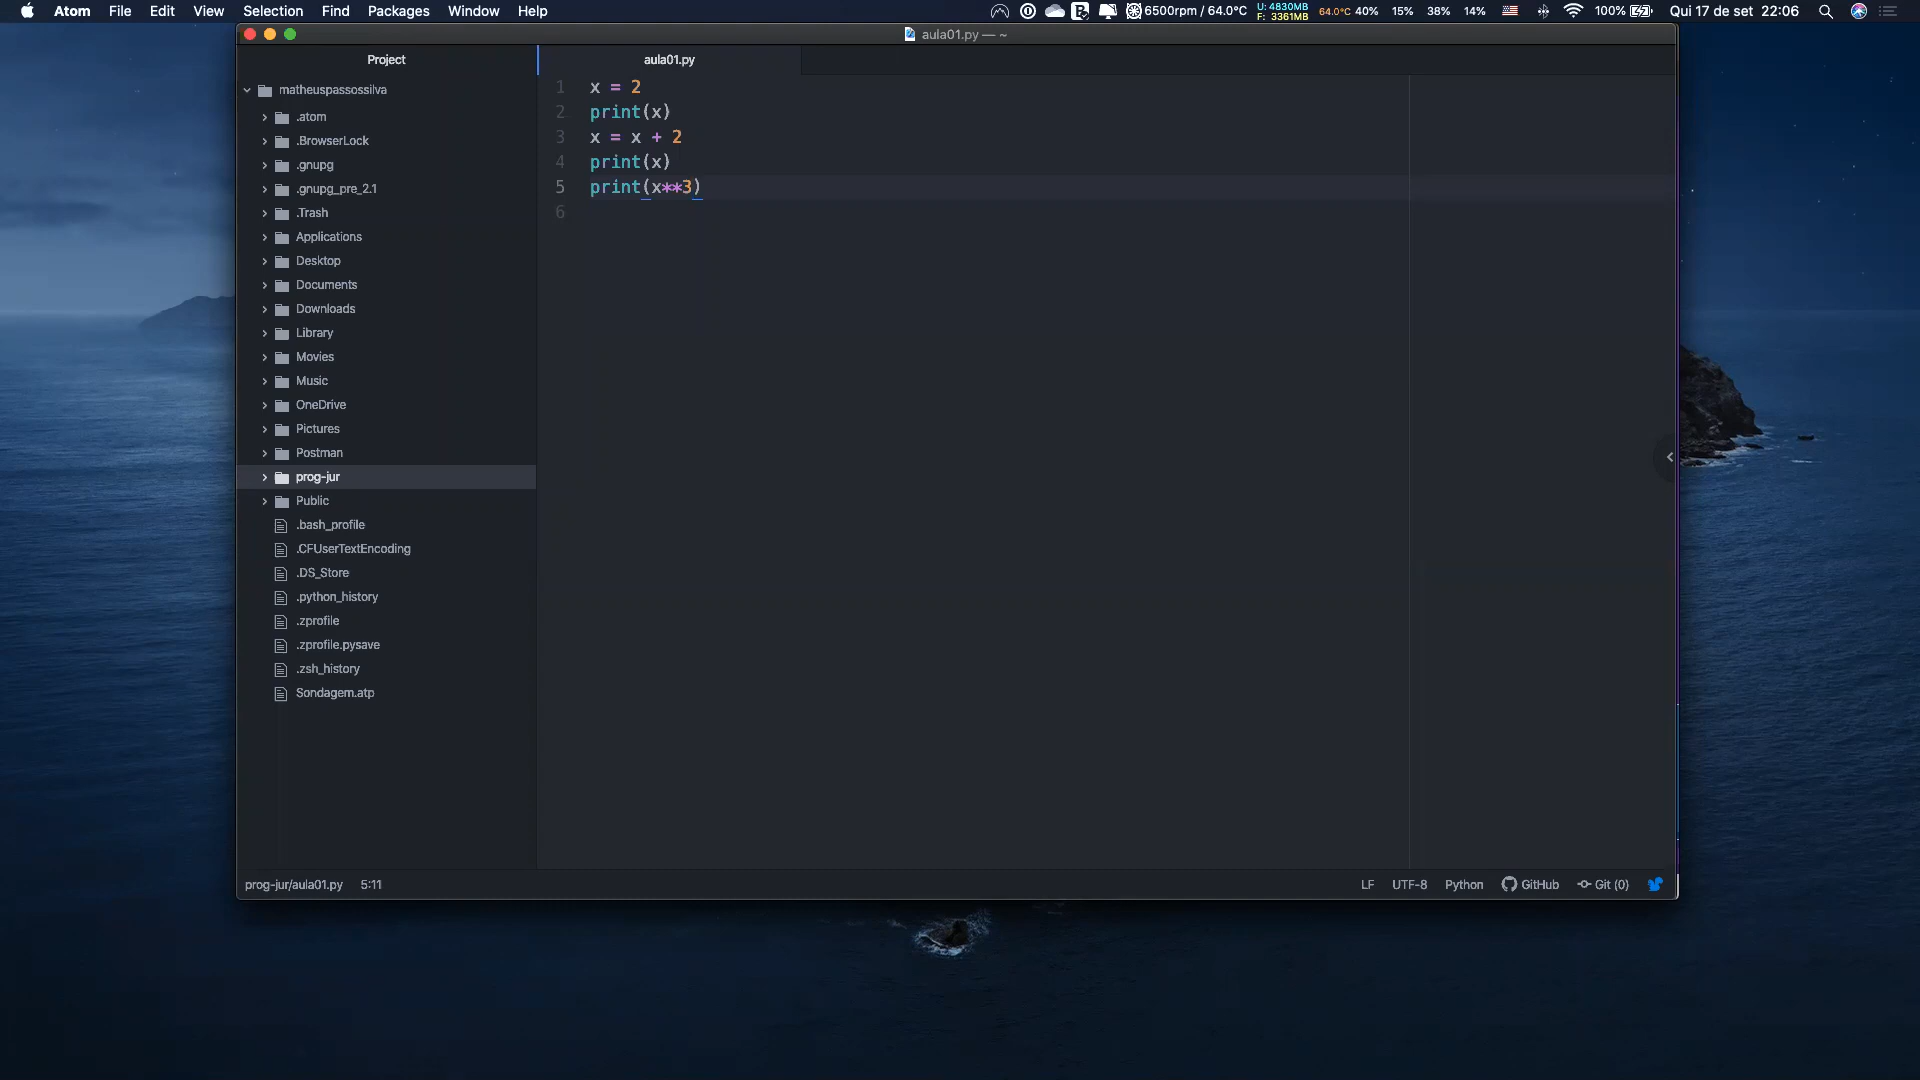 Atom File Edit View Selection Find Packages Window Help
6500rpm / 64.0°C U: 4830MB F: 3361MB 64.0°C 40% 15% 38% 14% 100% Qui 17 de set 22:06
aula01.py — ~
Project
aula01.py
matheuspassossilva
.atom
.BrowserLock
.gnupg
.gnupg_pre_2.1
.Trash
Applications
Desktop
Documents
Downloads
Library
Movies
Music
OneDrive
Pictures
Postman
prog-jur
Public
.bash_profile
.CFUserTextEncoding
.DS_Store
.python_history
.zprofile
.zprofile.pysave
.zsh_history
Sondagem.atp
1 x = 2
2 print(x)
3 x = x + 2
4 print(x)
5 print(x**3)
6
prog-jur/aula01.py 5:11
LF UTF-8 Python GitHub Git (0)